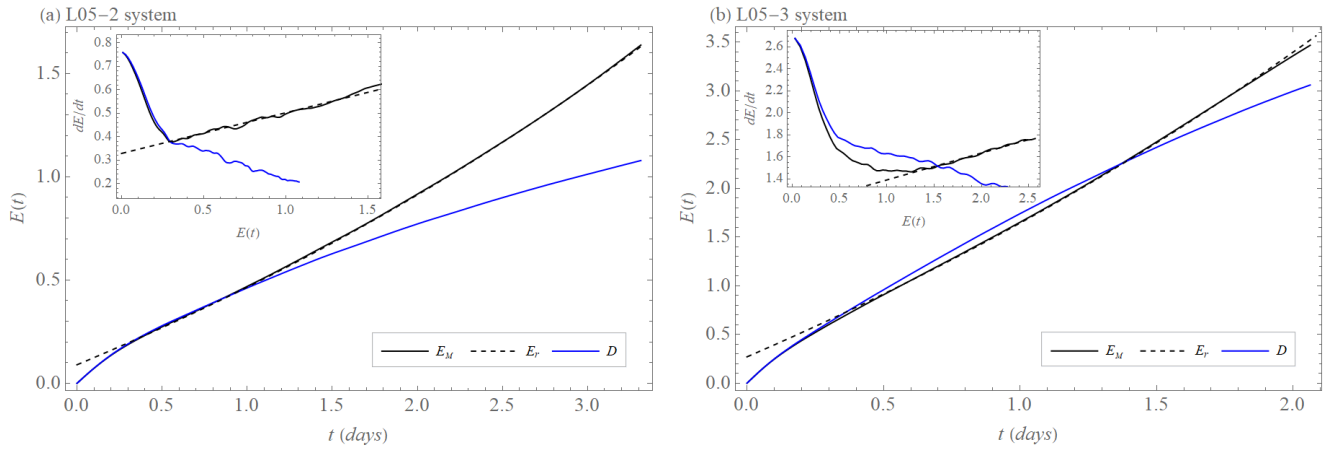 (a) L05−2 system
E(t)
1.5
1.0
0.5
0.0
dE/dt
0.8
0.7
0.6
0.5
0.4
0.3
0.2
0.0 0.5 1.0 1.5
E(t)
E_M E_r D
0.0 0.5 1.0 1.5 2.0 2.5 3.0
t (days)
(b) L05−3 system
E(t)
3.5
3.0
2.5
2.0
1.5
1.0
0.5
0.0
dE/dt
2.6
2.4
2.2
2.0
1.8
1.6
1.4
0.0 0.5 1.0 1.5 2.0 2.5
E(t)
E_M E_r D
0.0 0.5 1.0 1.5 2.0
t (days)